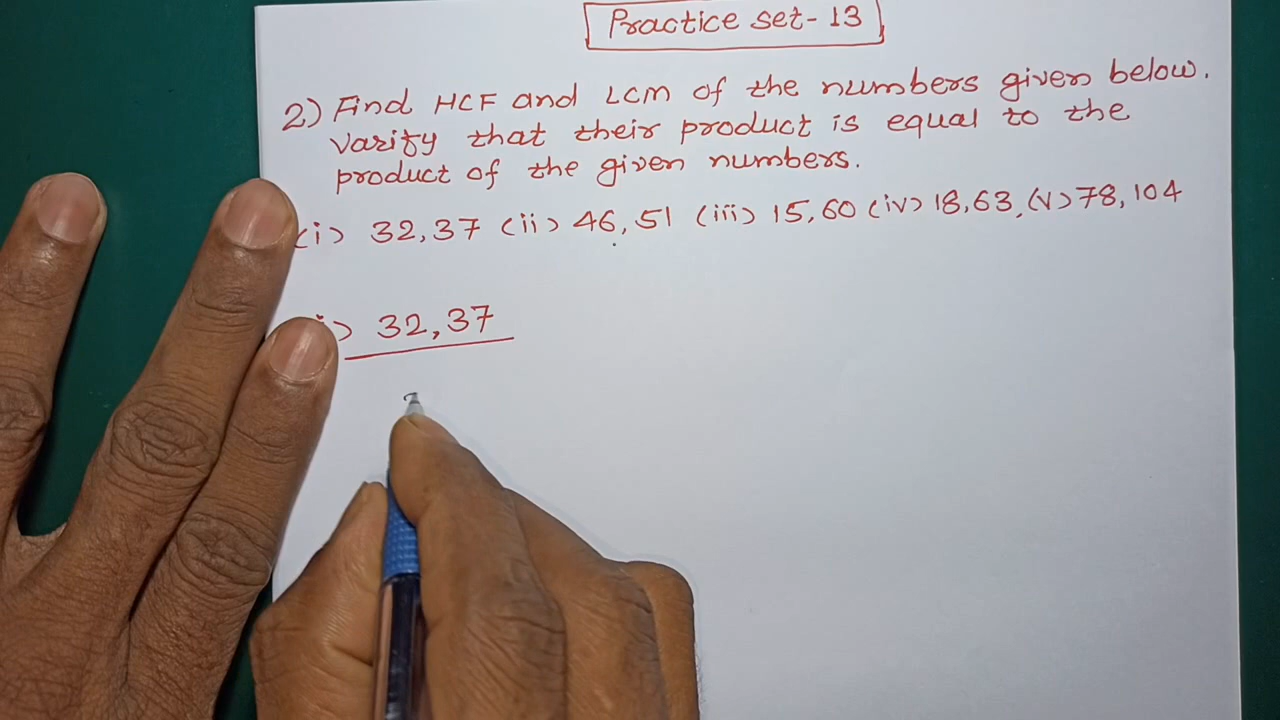 Practice set-13
2) Find HCF and LCM of the numbers given below.
varify that their product is equal to the
product of the given numbers.
(i) 32,37 (ii) 46,51 (iii) 15,60 (iv) 18,63, (v) 78,104
i) 32,37